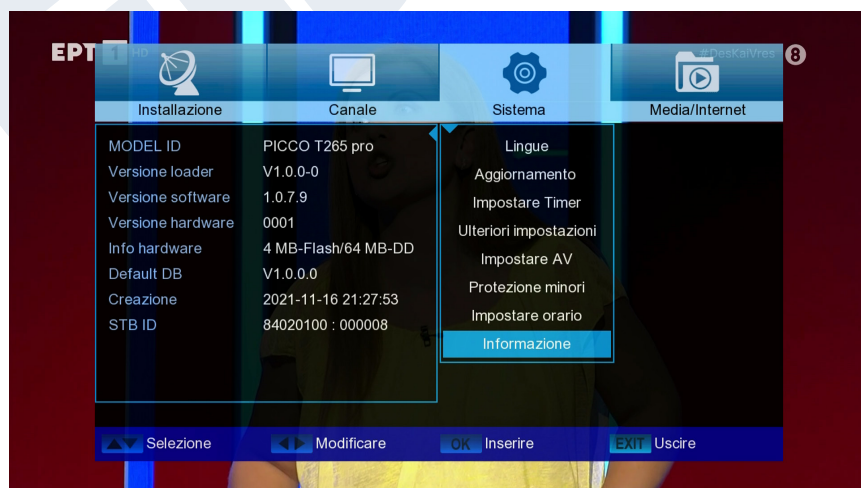 ΕΡΤ 1 HD
#DesKaiVres 8
Installazione Canale Sistema Media/Internet
MODEL ID PICCO T265 pro
Versione loader V1.0.0-0
Versione software 1.0.7.9
Versione hardware 0001
Info hardware 4 MB-Flash/64 MB-DD
Default DB V1.0.0.0
Creazione 2021-11-16 21:27:53
STB ID 84020100 : 000008
Lingue
Aggiornamento
Impostare Timer
Ulteriori impostazioni
Impostare AV
Protezione minori
Impostare orario
Informazione
Selezione Modificare OK Inserire EXIT Uscire